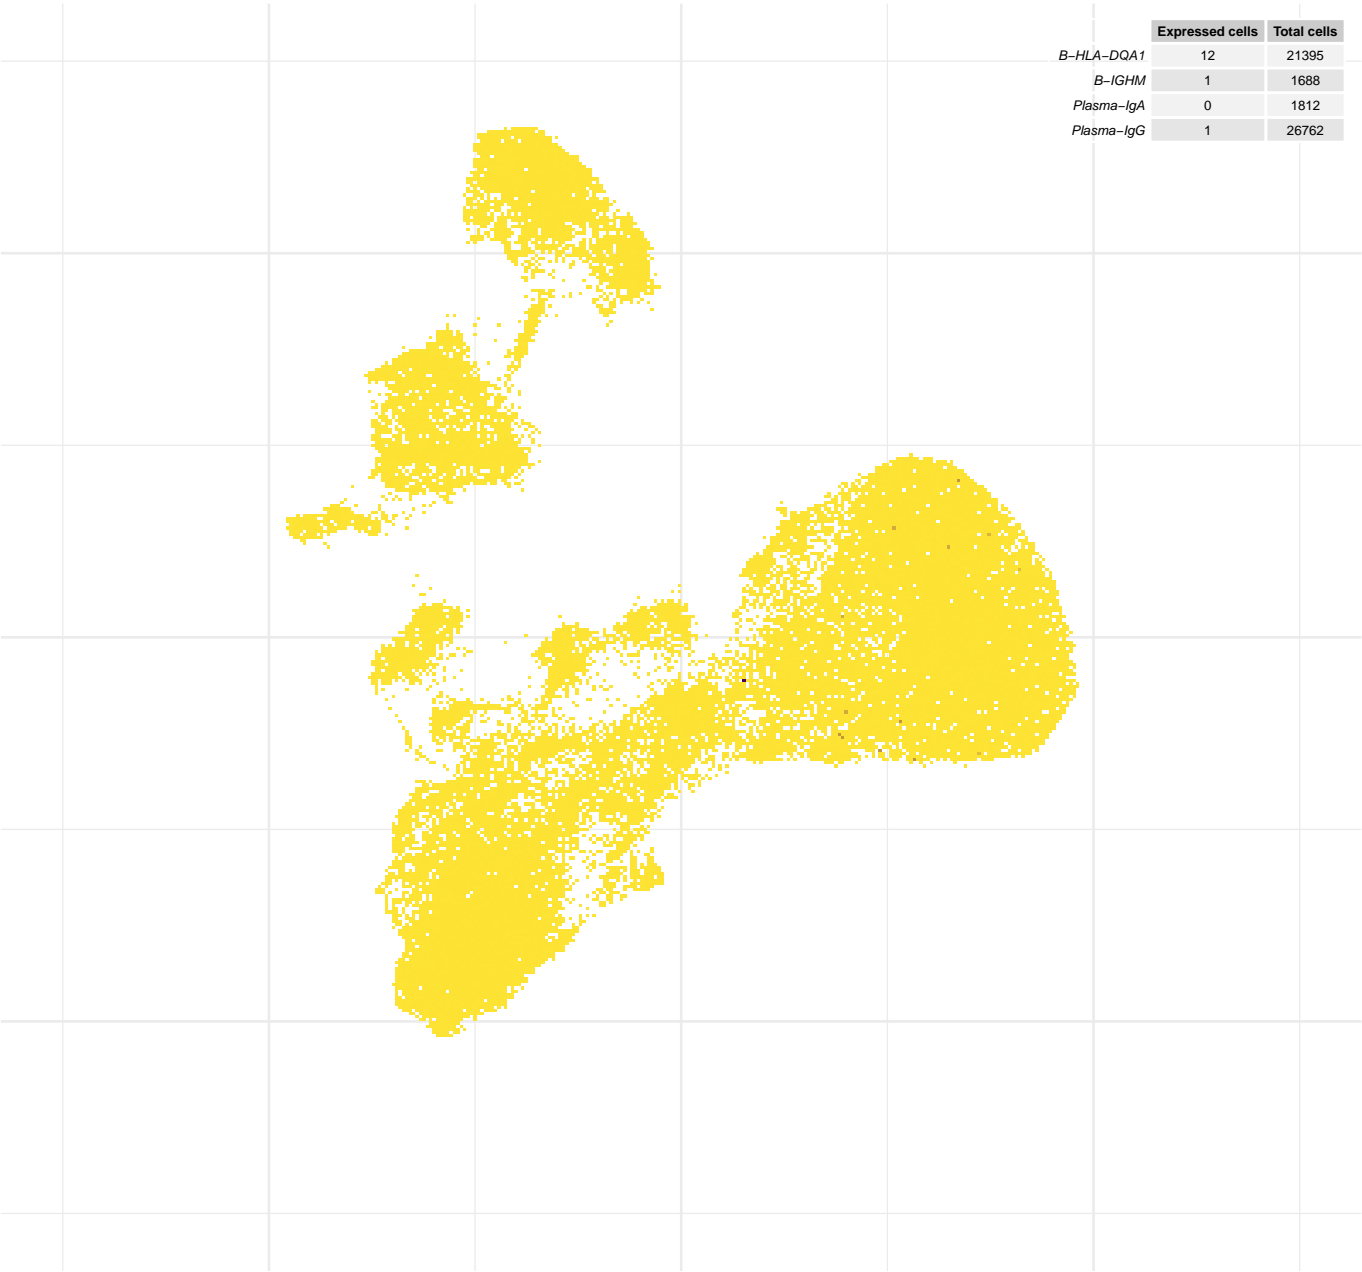 Expressed cells Total cells
B−HLA−DQA1 12 21395
B−IGHM 1 1688
Plasma−IgA 0 1812
Plasma−IgG 1 26762